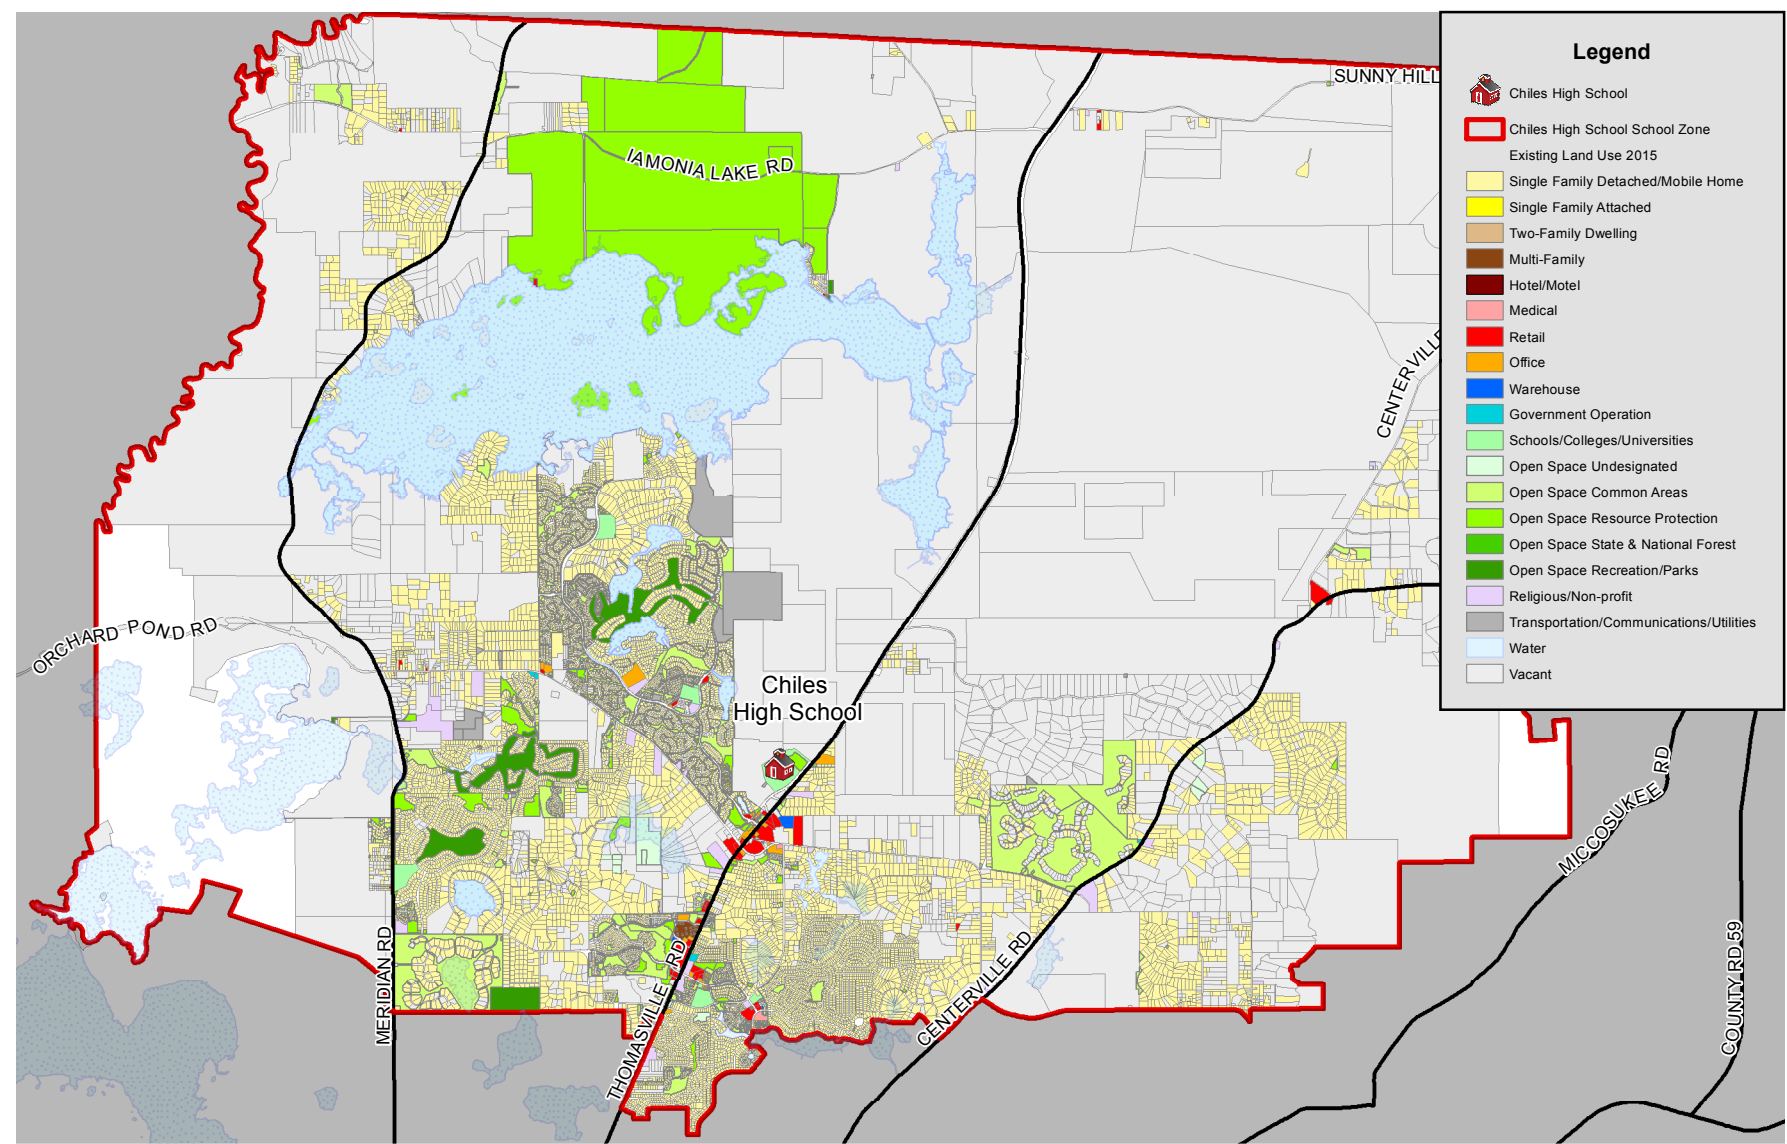 SUNNY HILL
IAMONIA LAKE RD
CENTERVILLE
ORCHARD POND RD
Chiles
High School
MERIDIAN RD
THOMASVILLE RD
CENTERVILLE RD
MICCOSUKEE RD
COUNTY RD 59
Legend
Chiles High School
Chiles High School School Zone
Existing Land Use 2015
Single Family Detached/Mobile Home
Single Family Attached
Two-Family Dwelling
Multi-Family
Hotel/Motel
Medical
Retail
Office
Warehouse
Government Operation
Schools/Colleges/Universities
Open Space Undesignated
Open Space Common Areas
Open Space Resource Protection
Open Space State & National Forest
Open Space Recreation/Parks
Religious/Non-profit
Transportation/Communications/Utilities
Water
Vacant